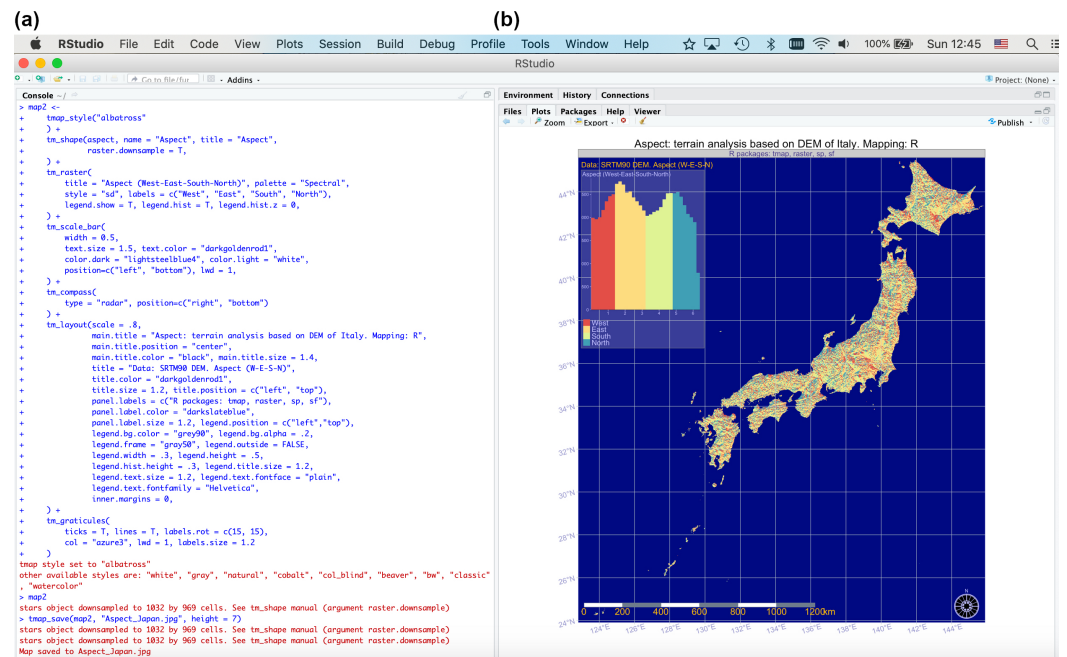 (a) (b)
RStudio File Edit Code View Plots Session Build Debug Profile Tools Window Help 100% Sun 12:45
RStudio
Go to file/fur Addins Project: (None)
Console ~/
> map2 <-
+ tmap_style("albatross"
+ ) +
+ tm_shape(aspect, name = "Aspect", title = "Aspect",
+ raster.downsample = T,
+ ) +
+ tm_raster(
+ title = "Aspect (West-East-South-North)", palette = "Spectral",
+ style = "sd", labels = c("West", "East", "South", "North"),
+ legend.show = T, legend.hist = T, legend.hist.z = 0,
+ ) +
+ tm_scale_bar(
+ width = 0.5,
+ text.size = 1.5, text.color = "darkgoldenrod1",
+ color.dark = "lightsteelblue4", color.light = "white",
+ position=c("left", "bottom"), lwd = 1,
+ ) +
+ tm_compass(
+ type = "radar", position=c("right", "bottom")
+ ) +
+ tm_layout(scale = .8,
+ main.title = "Aspect: terrain analysis based on DEM of Italy. Mapping: R",
+ main.title.position = "center",
+ main.title.color = "black", main.title.size = 1.4,
+ title = "Data: SRTM90 DEM. Aspect (W-E-S-N)",
+ title.color = "darkgoldenrod1",
+ title.size = 1.2, title.position = c("left", "top"),
+ panel.labels = c("R packages: tmap, raster, sp, sf"),
+ panel.label.color = "darkslateblue",
+ panel.label.size = 1.2, legend.position = c("left","top"),
+ legend.bg.color = "grey90", legend.bg.alpha = .2,
+ legend.frame = "gray50", legend.outside = FALSE,
+ legend.width = .3, legend.height = .5,
+ legend.hist.height = .3, legend.title.size = 1.2,
+ legend.text.size = 1.2, legend.text.fontface = "plain",
+ legend.text.fontfamily = "Helvetica",
+ inner.margins = 0,
+ ) +
+ tm_graticules(
+ ticks = T, lines = T, labels.rot = c(15, 15),
+ col = "azure3", lwd = 1, labels.size = 1.2
+ )
tmap style set to "albatross"
other available styles are: "white", "gray", "natural", "cobalt", "col_blind", "beaver", "bw", "classic"
, "watercolor"
> map2
stars object downsampled to 1032 by 969 cells. See tm_shape manual (argument raster.downsample)
> tmap_save(map2, "Aspect_Japan.jpg", height = 7)
stars object downsampled to 1032 by 969 cells. See tm_shape manual (argument raster.downsample)
stars object downsampled to 1032 by 969 cells. See tm_shape manual (argument raster.downsample)
Map saved to Aspect_Japan.jpg
Environment History Connections
Files Plots Packages Help Viewer
Zoom Export Publish
Aspect: terrain analysis based on DEM of Italy. Mapping: R
R packages: tmap, raster, sp, sf
Data: SRTM90 DEM. Aspect (W-E-S-N)
Aspect (West-East-South-North)
0 1 2 3 4 5 6
West
East
South
North
44°N
42°N
40°N
38°N
36°N
34°N
32°N
30°N
28°N
26°N
24°N
N
0 200 400 600 800 1000 1200km
124°E 126°E 128°E 130°E 132°E 134°E 136°E 138°E 140°E 142°E 144°E